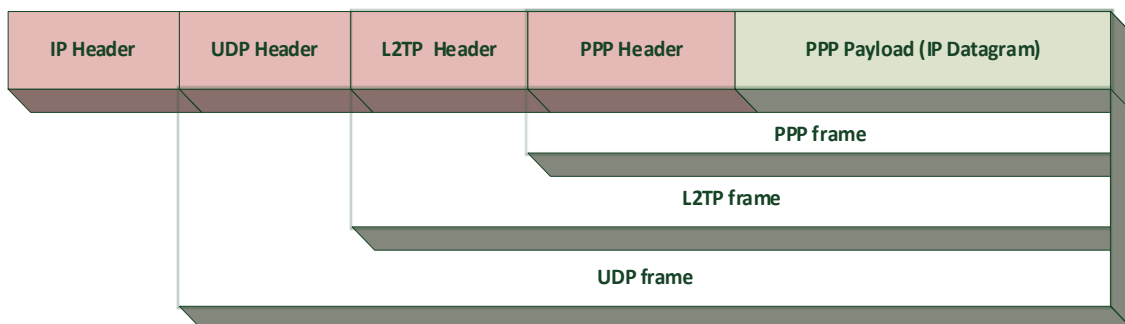 IP Header UDP Header L2TP Header PPP Header PPP Payload (IP Datagram)
PPP frame
L2TP frame
UDP frame